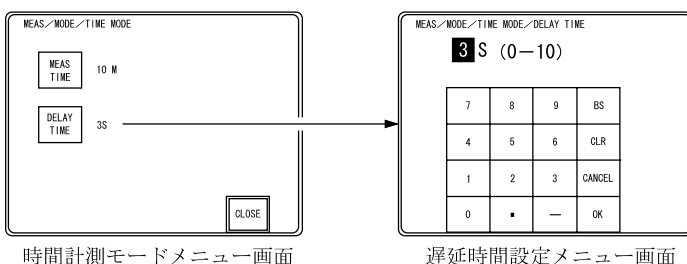 MEAS／MODE／TIME MODE
MEAS
TIME
10 M
DELAY
TIME
3S
CLOSE
時間計測モードメニュー画面
MEAS／MODE／TIME MODE／DELAY TIME
3 S (0－10)
7 8 9 BS
4 5 6 CLR
1 2 3 CANCEL
0 ． － OK
遅延時間設定メニュー画面